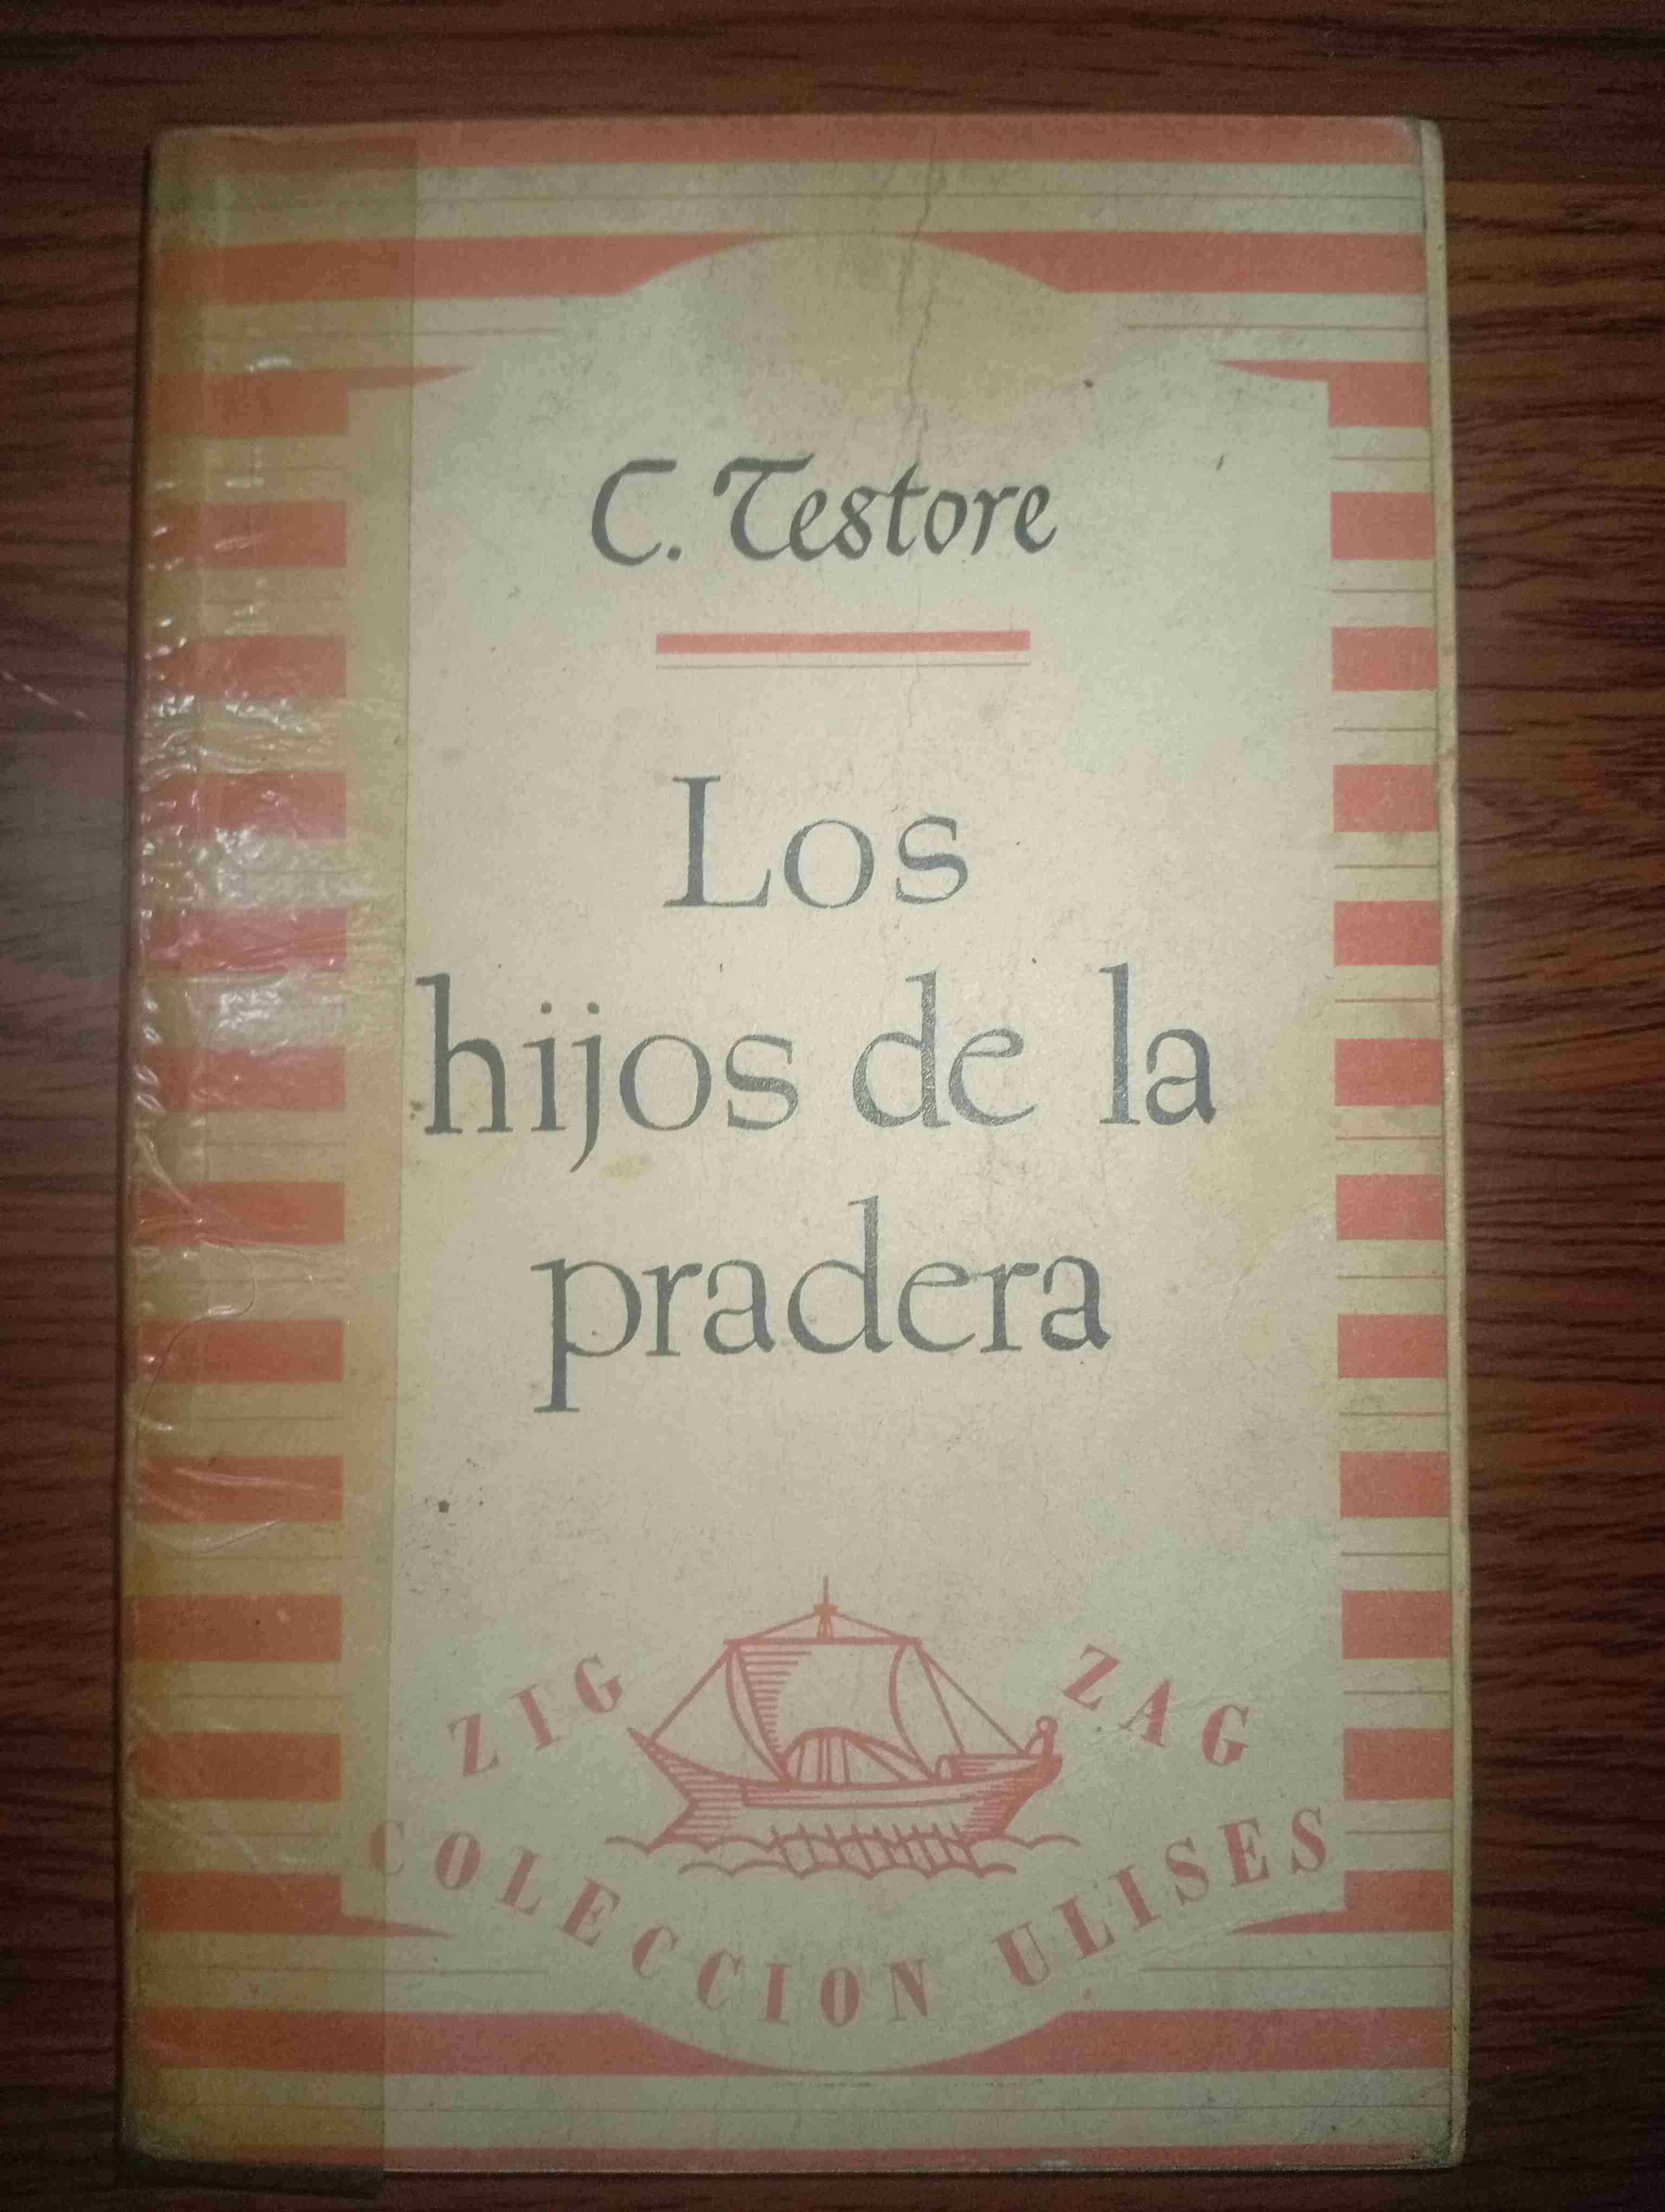 C. Testore
Los
hijos de la
pradera
ZIG ZAG
COLECCION ULISES